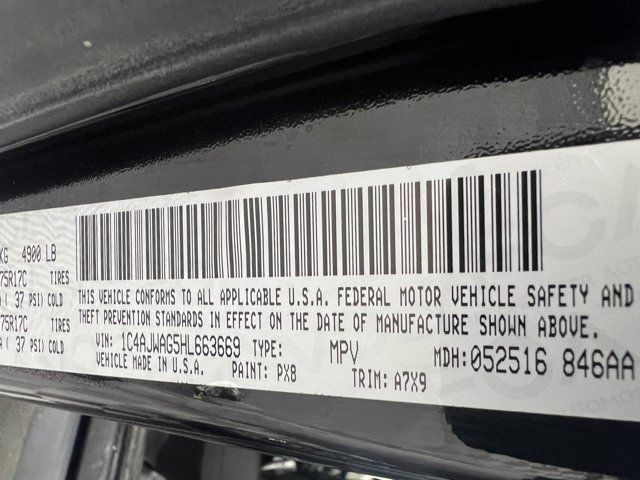 KG 4900 LB
75R17C TIRES
( 37 PSI) COLD
75R17C TIRES
( 37 PSI) COLD
THIS VEHICLE CONFORMS TO ALL APPLICABLE U.S.A. FEDERAL MOTOR VEHICLE SAFETY AND
THEFT PREVENTION STANDARDS IN EFFECT ON THE DATE OF MANUFACTURE SHOWN ABOVE.
VIN: 1C4AJWAG5HL663669 TYPE: MPV MDH:052516 846AA
VEHICLE MADE IN U.S.A. PAINT: PX8 TRIM: A7X9